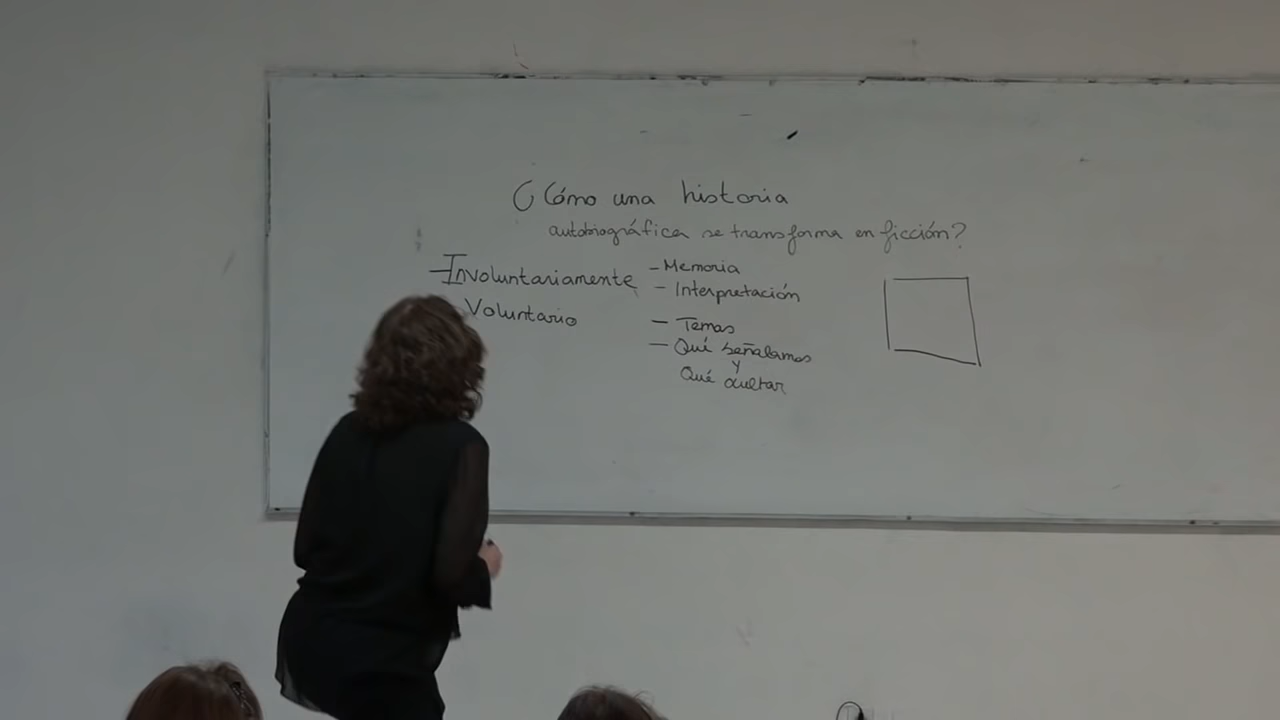 ¿Cómo una historia
autobiográfica se transforma en ficción?
-Involuntariamente
- Memoria
- Interpretación
Voluntario
- Temas
- Qué señalamos
y
Qué ocultar